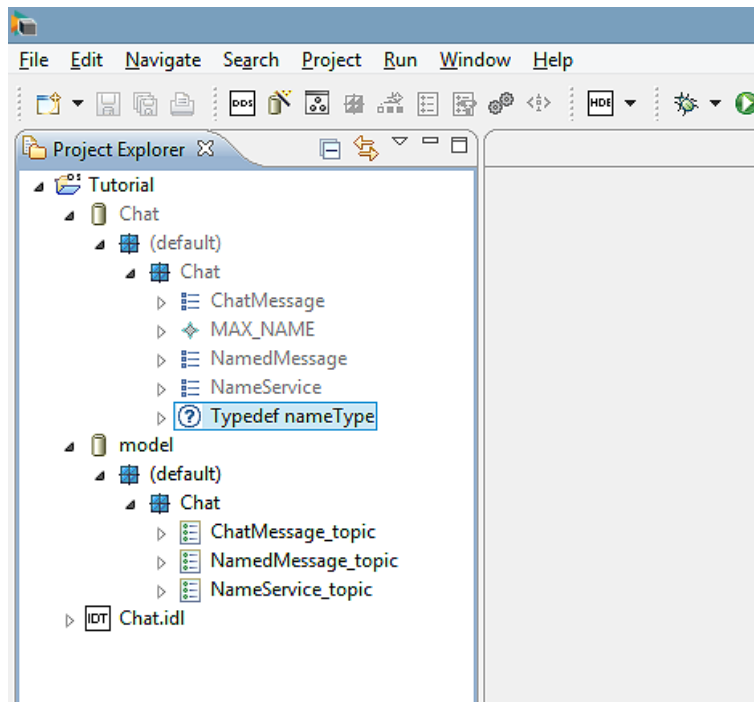 File Edit Navigate Search Project Run Window Help
DDS HDE
Project Explorer
Tutorial
Chat
(default)
Chat
ChatMessage
MAX_NAME
NamedMessage
NameService
Typedef nameType
model
(default)
Chat
ChatMessage_topic
NamedMessage_topic
NameService_topic
IDT Chat.idl